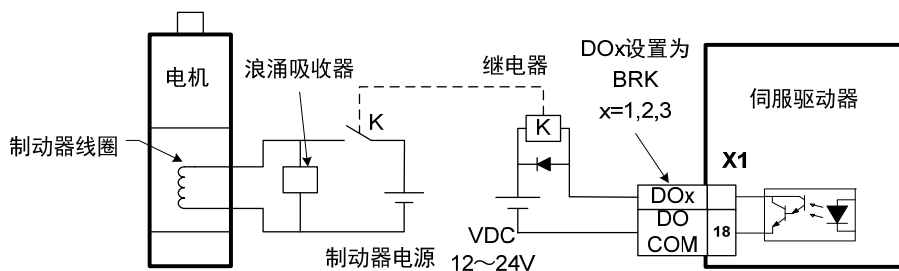 电机
制动器线圈
浪涌吸收器
K
制动器电源
继电器
K
VDC
12～24V
DOx设置为
BRK
x=1,2,3
伺服驱动器
X1
DOx
DO
COM
18